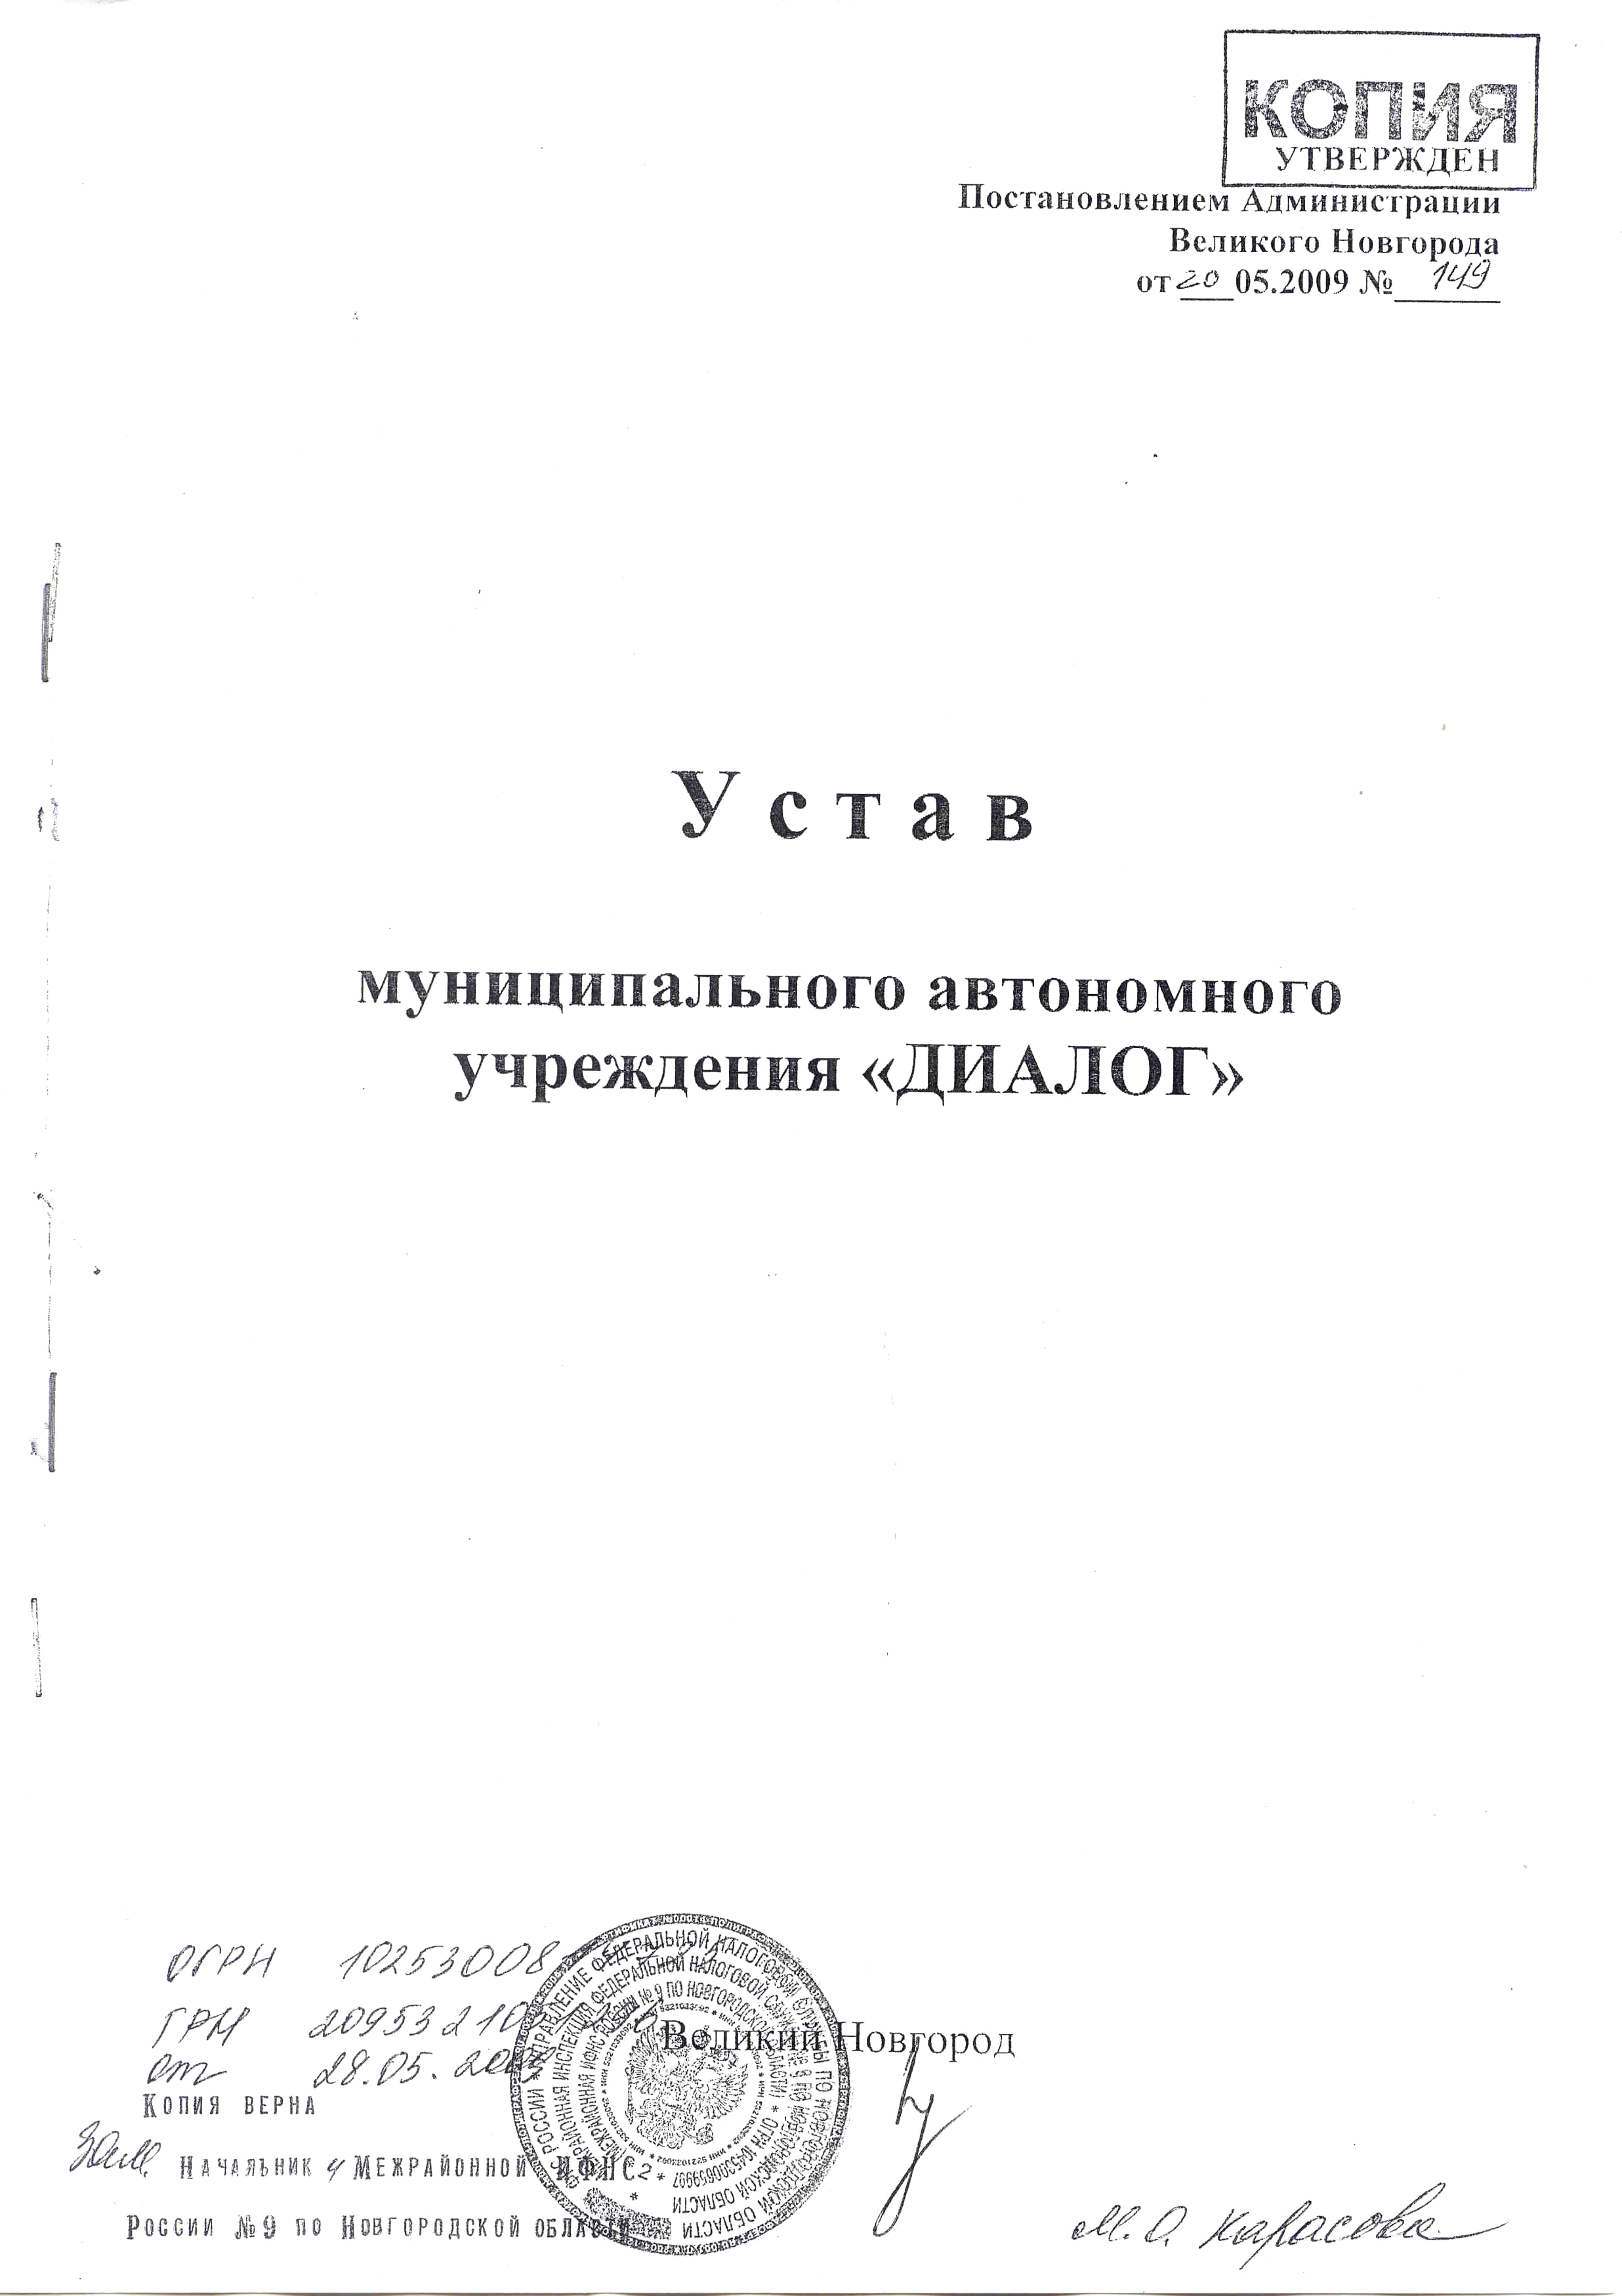 КОПИЯ
УТВЕРЖДЕН
Постановлением Администрации
Великого Новгорода
от 20 05.2009 № 149
Устав
муниципального автономного
учреждения «ДИАЛОГ»
ОГРН 10253008
ГРН 20953210
Великий Новгород
от 28.05.2009
КОПИЯ ВЕРНА
Зам. НАЧАЛЬНИК МЕЖРАЙОННОЙ ИФНС
РОССИИ №9 ПО НОВГОРОДСКОЙ ОБЛАСТИ
М.О. Карасова